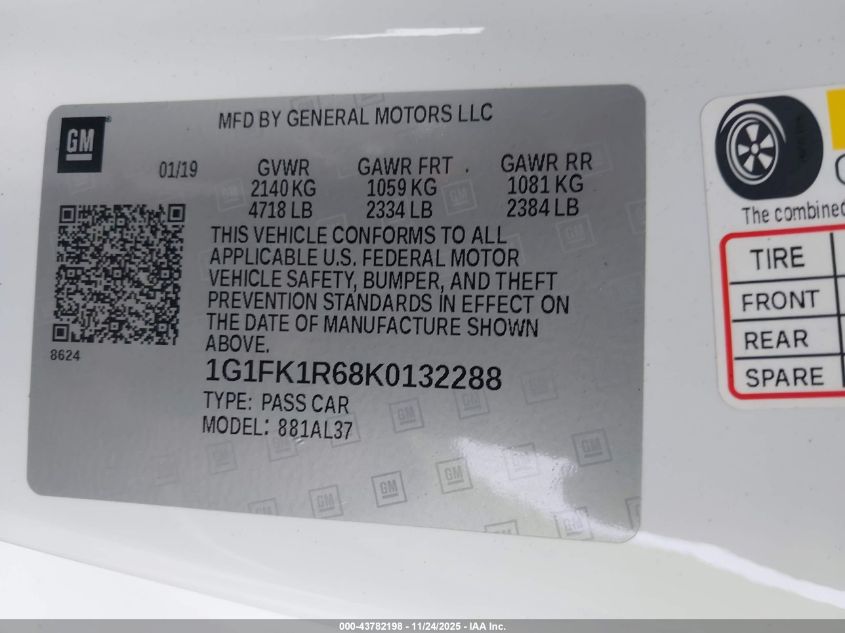 GM
MFD BY GENERAL MOTORS LLC
01/19 GVWR GAWR FRT GAWR RR
2140 KG 1059 KG 1081 KG
4718 LB 2334 LB 2384 LB
THIS VEHICLE CONFORMS TO ALL
APPLICABLE U.S. FEDERAL MOTOR
VEHICLE SAFETY, BUMPER, AND THEFT
PREVENTION STANDARDS IN EFFECT ON
THE DATE OF MANUFACTURE SHOWN
ABOVE.
8624
1G1FK1R68K0132288
TYPE: PASS CAR
MODEL: 881AL37
The combined
TIRE
FRONT
REAR
SPARE
000-43782198 - 11/24/2025 - IAA Inc.